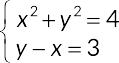 x² + y² = 4
y - x = 3